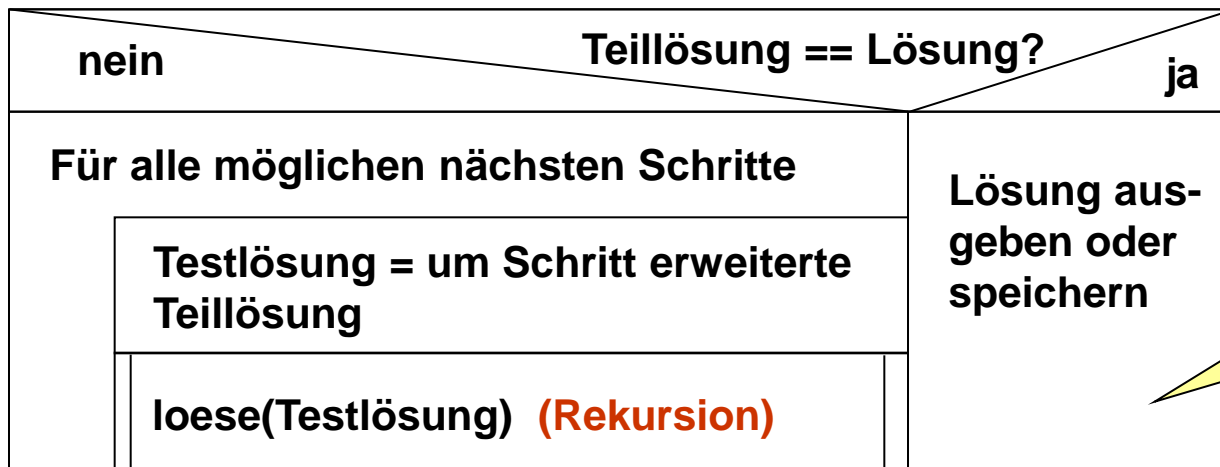 Teillösung == Lösung?
nein
ja
Für alle möglichen nächsten Schritte
Testlösung = um Schritt erweiterte
Teillösung
loese(Testlösung) (Rekursion)
Lösung aus-
geben oder
speichern